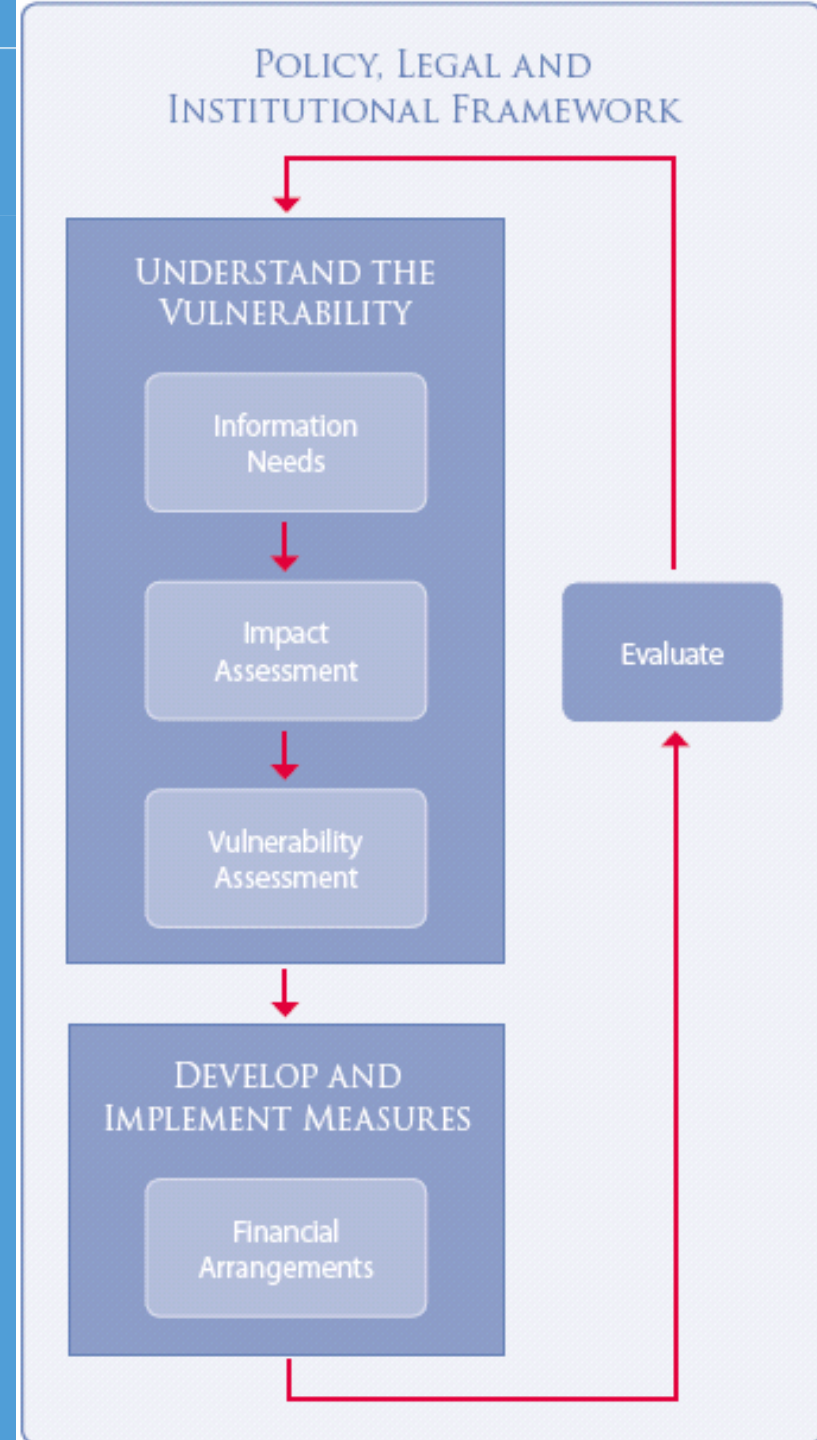 POLICY, LEGAL AND
INSTITUTIONAL FRAMEWORK
UNDERSTAND THE
VULNERABILITY
Information
Needs
Impact
Assessment
Vulnerability
Assessment
Evaluate
DEVELOP AND
IMPLEMENT MEASURES
Financial
Arrangements